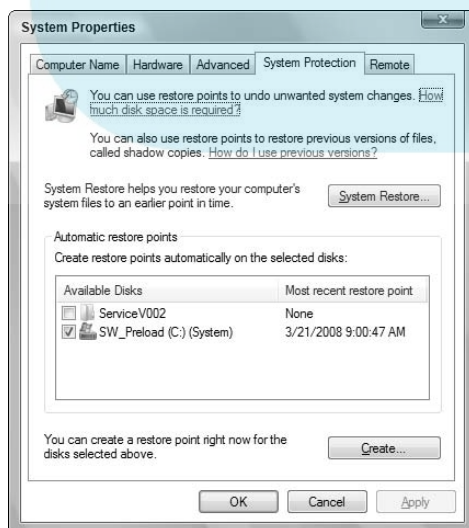 System Properties
Computer Name Hardware Advanced System Protection Remote
You can use restore points to undo unwanted system changes. How
much disk space is required?
You can also use restore points to restore previous versions of files,
called shadow copies. How do I use previous versions?
System Restore helps you restore your computer's
system files to an earlier point in time.
System Restore...
Automatic restore points
Create restore points automatically on the selected disks:
Available Disks Most recent restore point
ServiceV002 None
SW_Preload (C:) (System) 3/21/2008 9:00:47 AM
You can create a restore point right now for the
disks selected above.
Create...
OK Cancel Apply